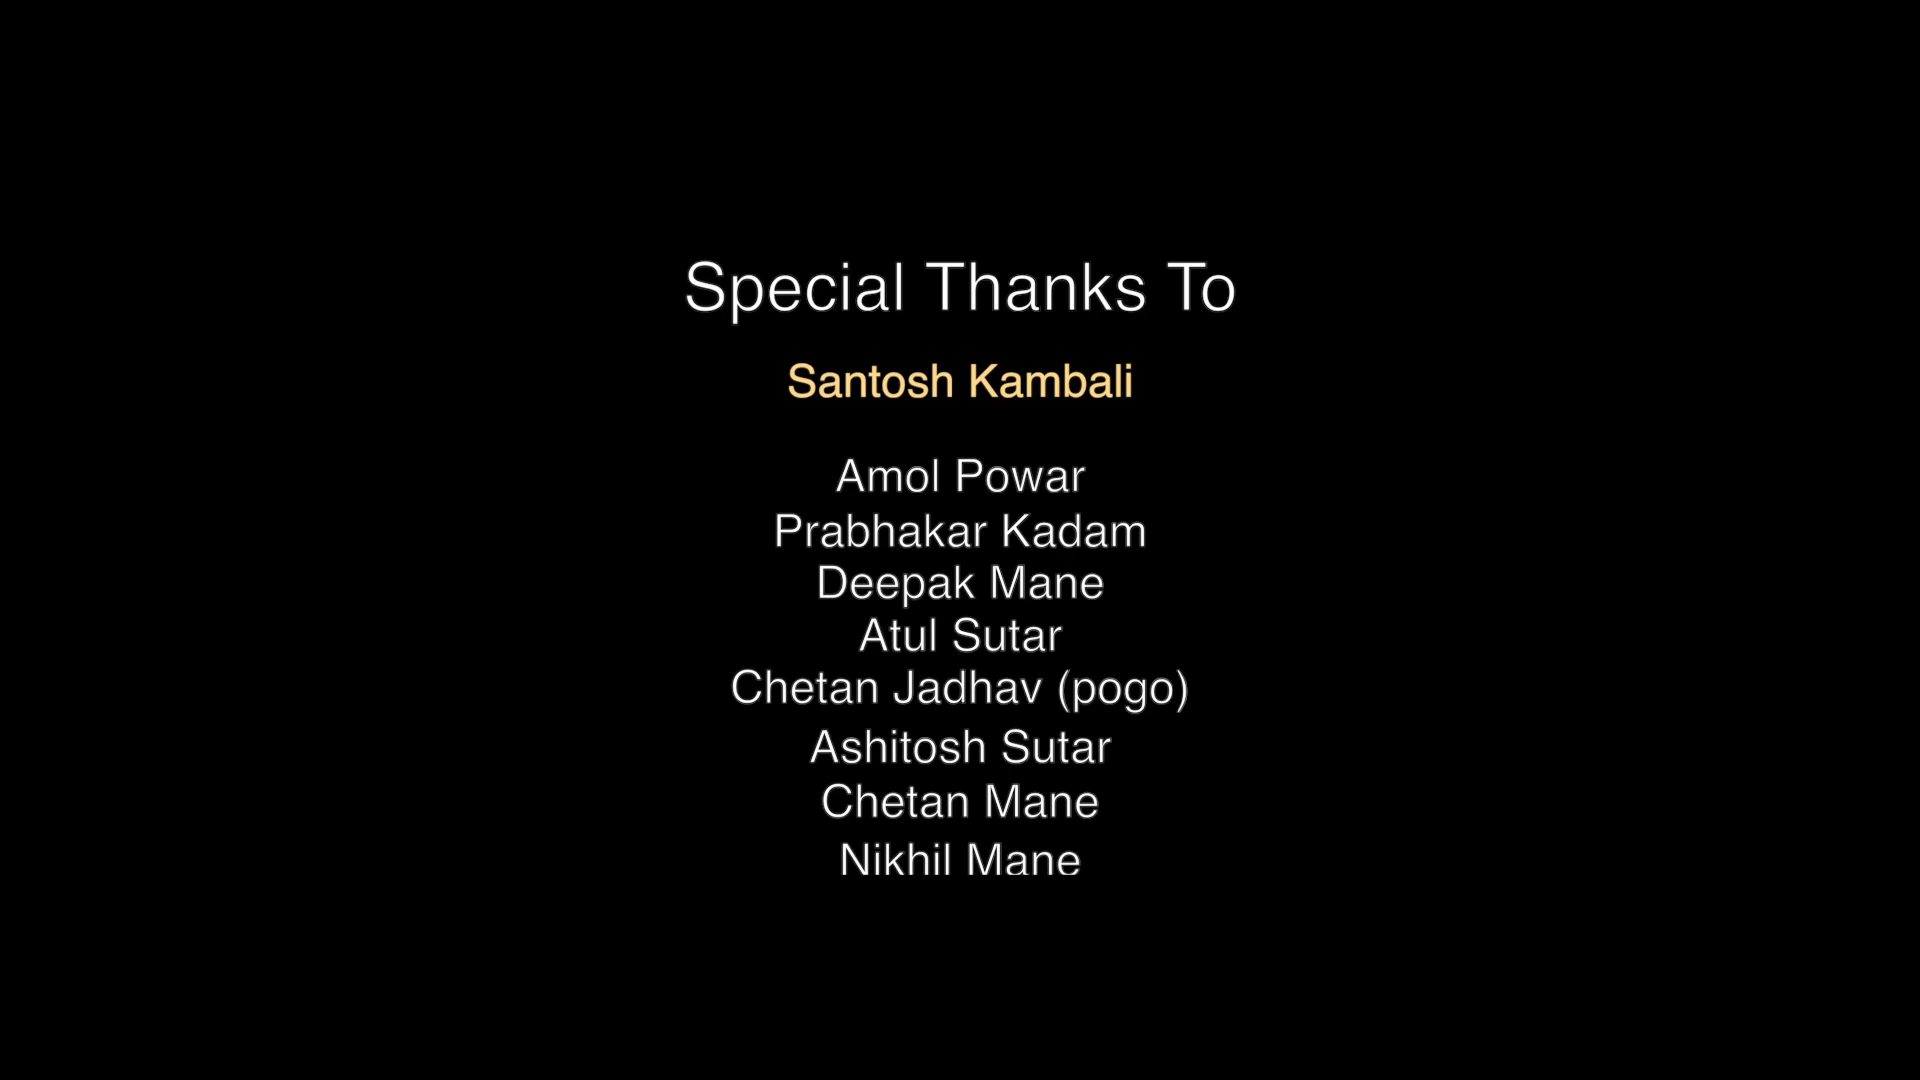 Special Thanks To
Santosh Kambali
Amol Powar
Prabhakar Kadam
Deepak Mane
Atul Sutar
Chetan Jadhav (pogo)
Ashitosh Sutar
Chetan Mane
Nikhil Mane